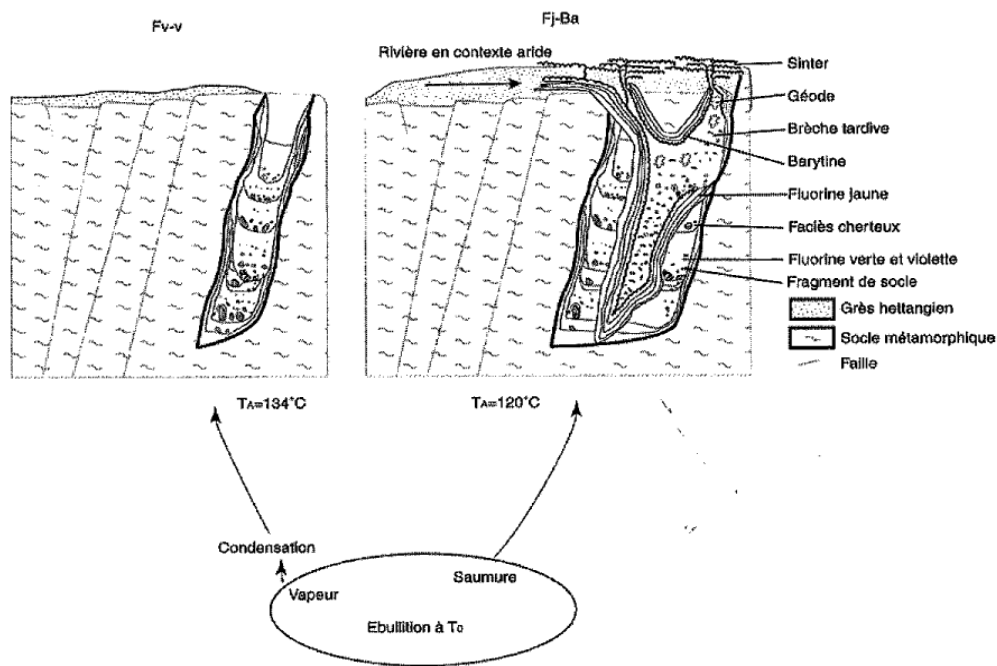 Fv-v
Fj-Ba
Rivière en contexte aride
Sinter
Géode
Brèche tardive
Barytine
Fluorine jaune
Faciès cherteux
Fluorine verte et violette
Fragment de socle
Grès hettangien
Socle métamorphique
Faille
TA=134°C
TA=120°C
Condensation
Vapeur
Saumure
Ebullition à T0